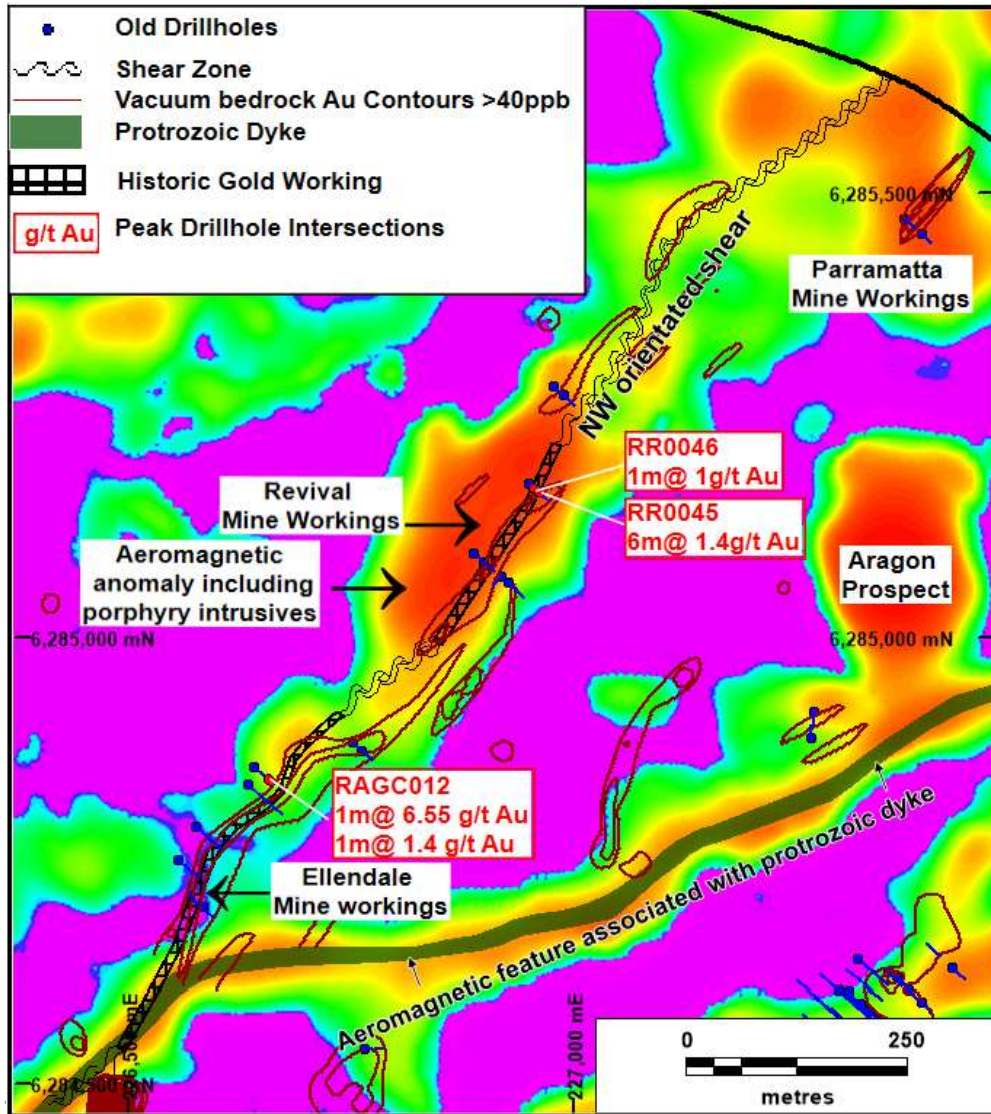 Old Drillholes
Shear Zone
Vacuum bedrock Au Contours >40ppb
Protrozoic Dyke
Historic Gold Working
g/t Au
Peak Drillhole Intersections
6,285,500 mN
Parramatta
Mine Workings
NW orientated shear
RR0046
1m@ 1g/t Au
RR0045
6m@ 1.4g/t Au
Revival
Mine Workings
Aeromagnetic
anomaly including
porphyry intrusives
Aragon
Prospect
6,285,000 mN
6,285,000 mN
RAGC012
1m@ 6.55 g/t Au
1m@ 1.4 g/t Au
Ellendale
Mine workings
Aeromagnetic feature associated with protrozoic dyke
227,000 mE
0
250
metres